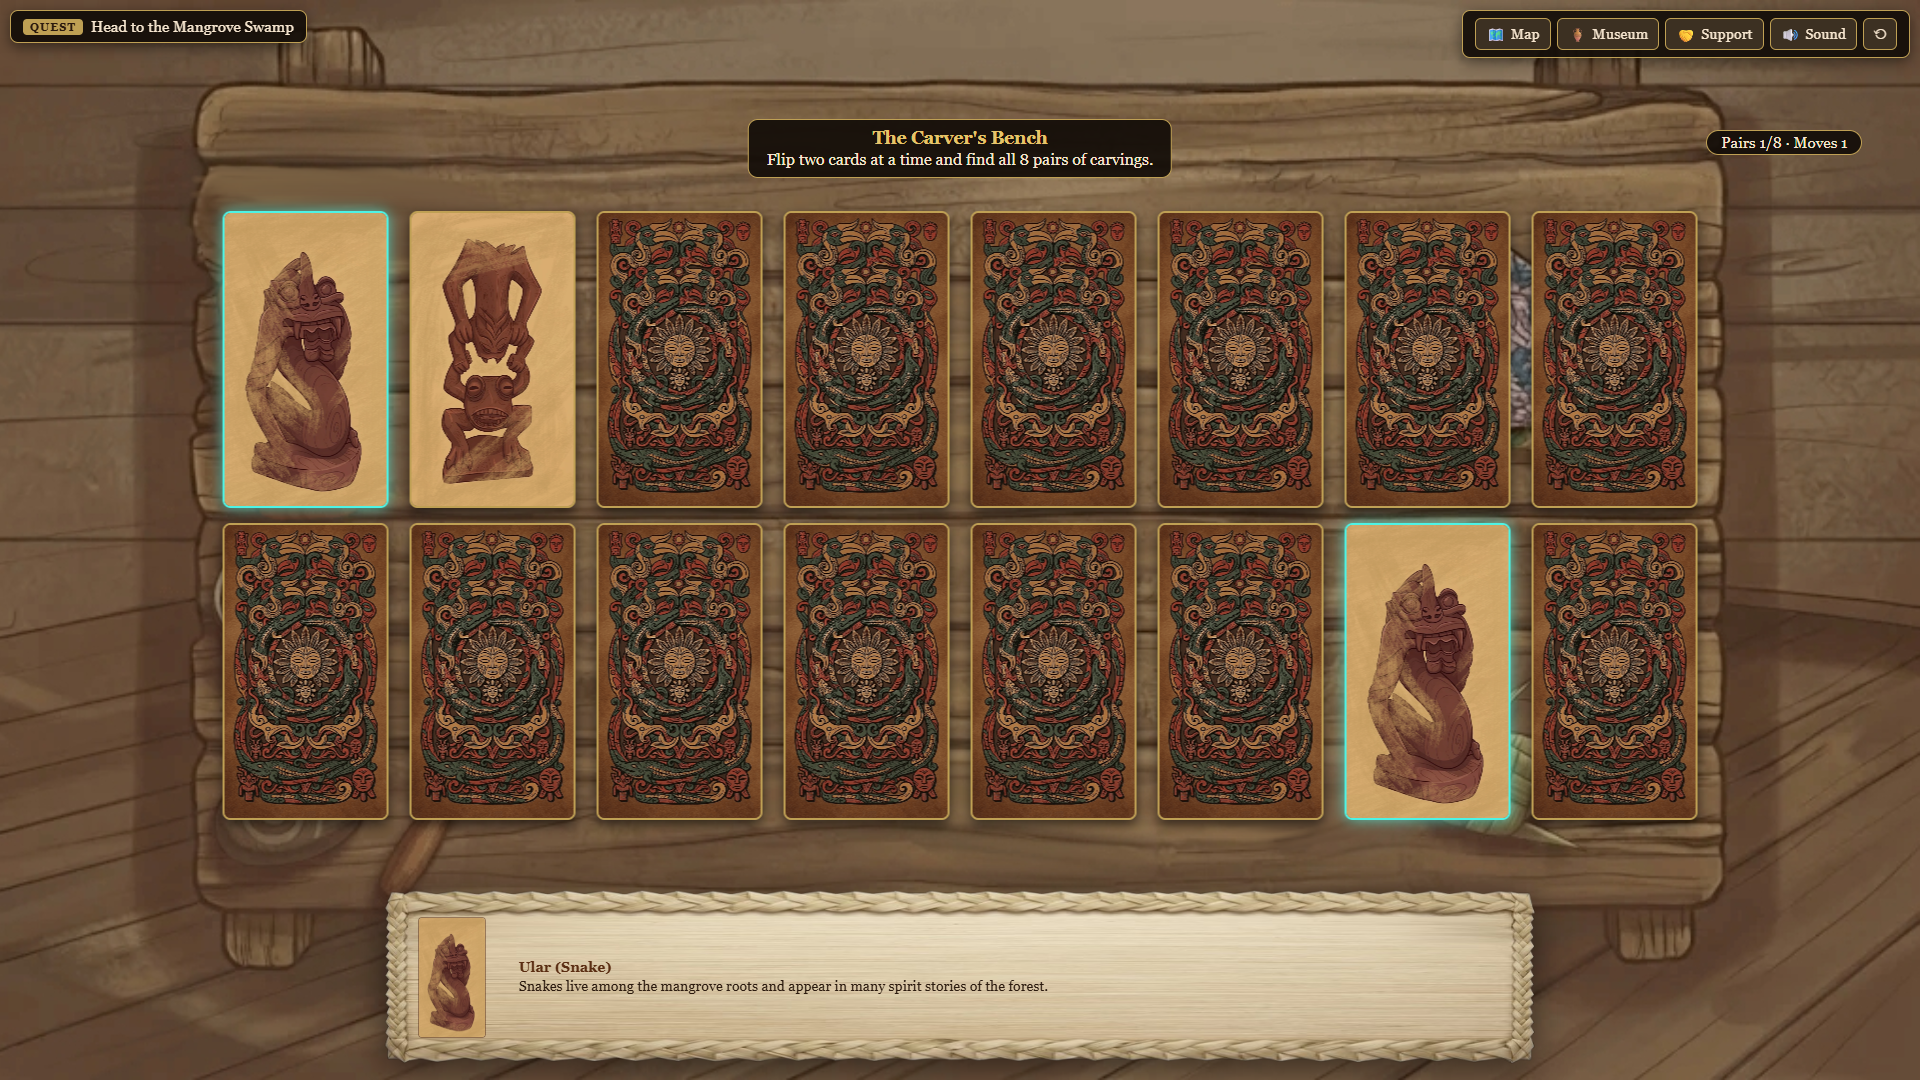 QUEST Head to the Mangrove Swamp
Map
Museum
Support
Sound
The Carver's Bench
Flip two cards at a time and find all 8 pairs of carvings.
Pairs 1/8 · Moves 1
Ular (Snake)
Snakes live among the mangrove roots and appear in many spirit stories of the forest.